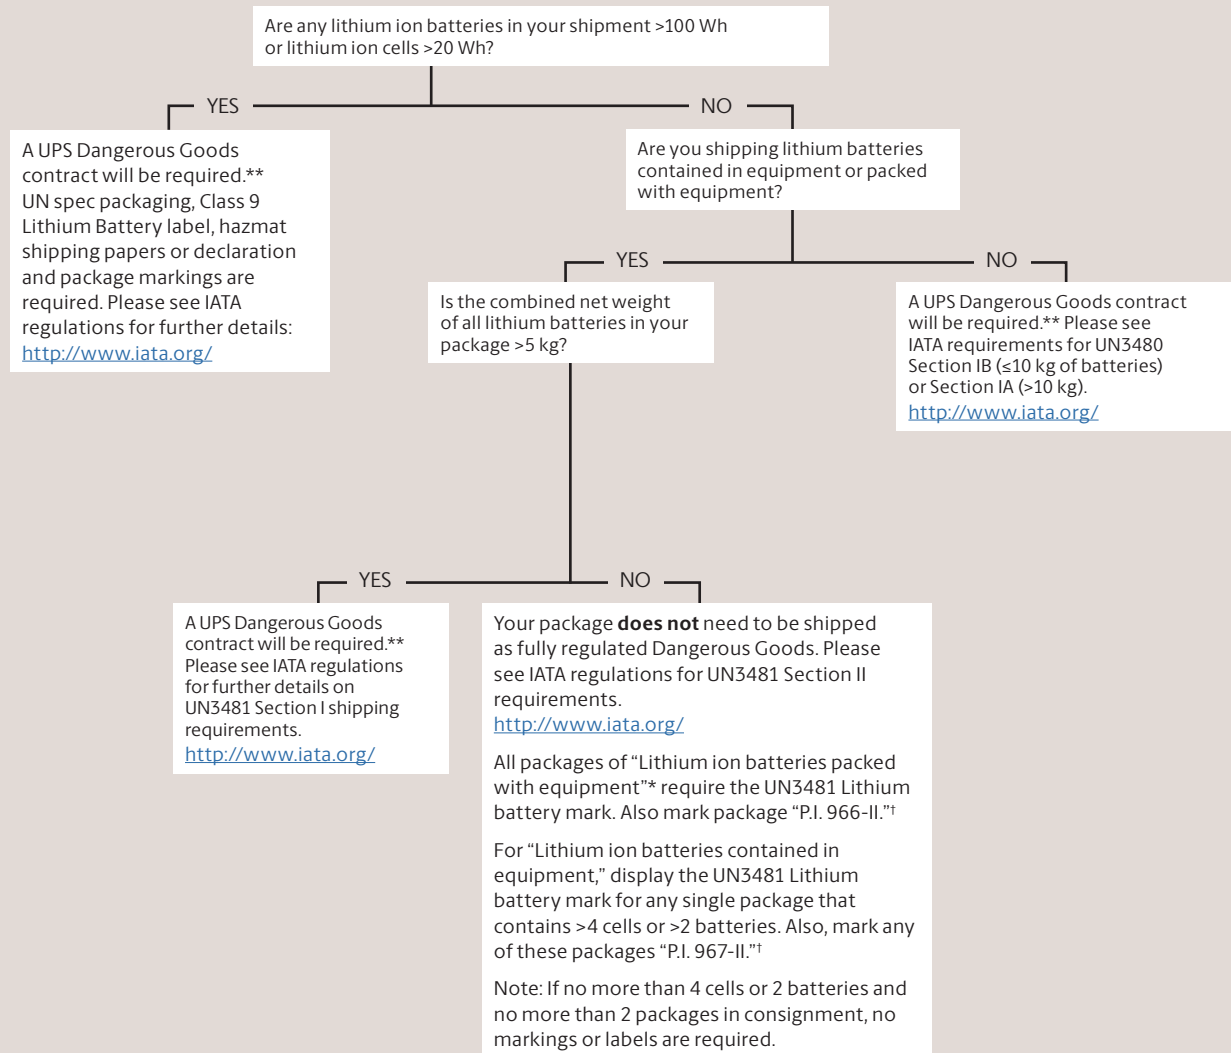 Are any lithium ion batteries in your shipment >100 Wh
or lithium ion cells >20 Wh?
YES
NO
A UPS Dangerous Goods
contract will be required.**
UN spec packaging, Class 9
Lithium Battery label, hazmat
shipping papers or declaration
and package markings are
required. Please see IATA
regulations for further details:
http://www.iata.org/
Are you shipping lithium batteries
contained in equipment or packed
with equipment?
YES
NO
Is the combined net weight
of all lithium batteries in your
package >5 kg?
A UPS Dangerous Goods contract
will be required.** Please see
IATA requirements for UN3480
Section IB (≤10 kg of batteries)
or Section IA (>10 kg).
http://www.iata.org/
YES
NO
A UPS Dangerous Goods
contract will be required.**
Please see IATA regulations
for further details on
UN3481 Section I shipping
requirements.
http://www.iata.org/
Your package does not need to be shipped
as fully regulated Dangerous Goods. Please
see IATA regulations for UN3481 Section II
requirements.
http://www.iata.org/
All packages of “Lithium ion batteries packed
with equipment”* require the UN3481 Lithium
battery mark. Also mark package “P.I. 966-II.”†
For “Lithium ion batteries contained in
equipment,” display the UN3481 Lithium
battery mark for any single package that
contains >4 cells or >2 batteries. Also, mark any
of these packages “P.I. 967-II.”†
Note: If no more than 4 cells or 2 batteries and
no more than 2 packages in consignment, no
markings or labels are required.